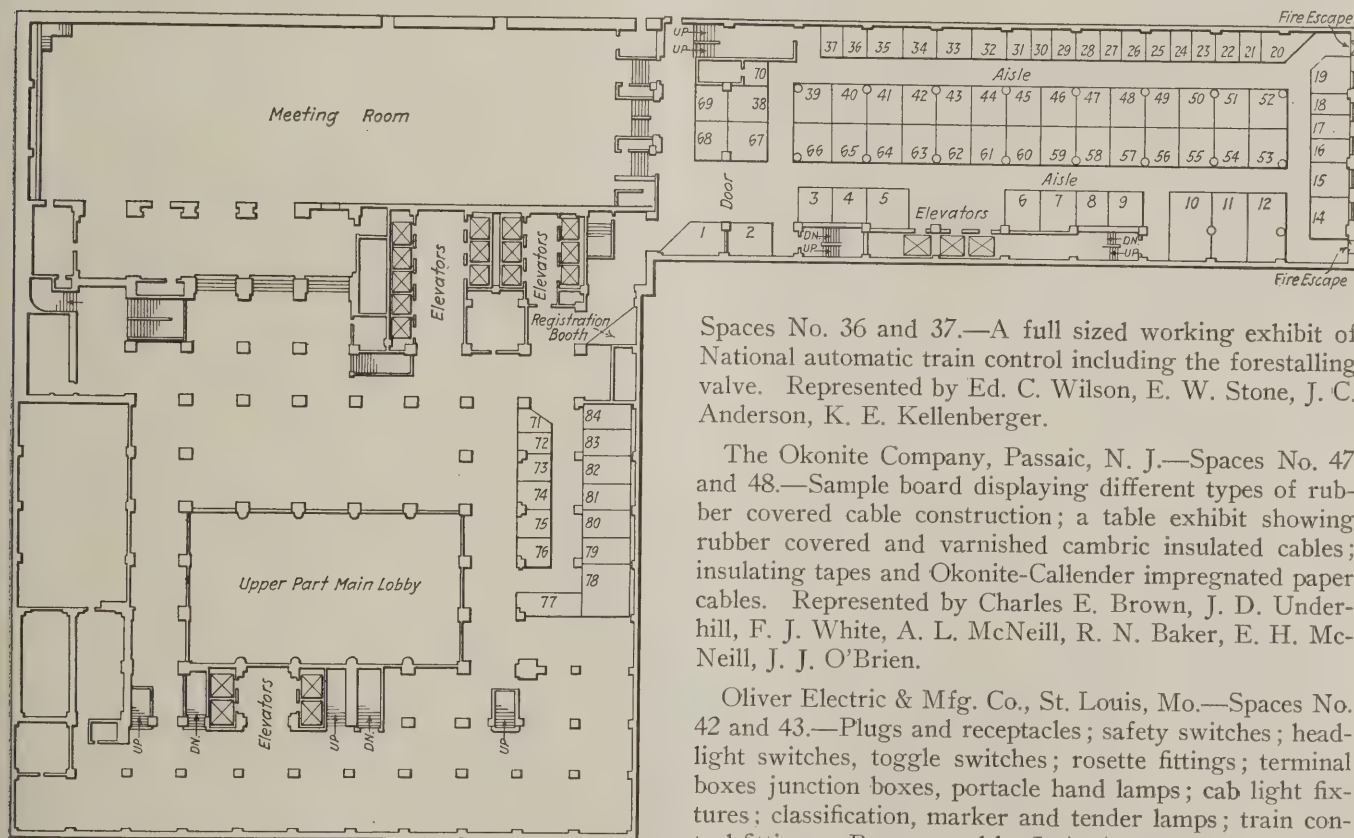 Fire Escape
UP
UP
37 36 35 34 33 32 31 30 29 28 27 26 25 24 23 22 21 20
Aisle
19
18
17
16
15
14
70
69 38
68 67
39 40 41 42 43 44 45 46 47 48 49 50 51 52
66 65 64 63 62 61 60 59 58 57 56 55 54 53
Aisle
Meeting Room
Door
3 4 5
Elevators
6 7 8 9
10 11 12
1 2
DN.
UP
DN.
UP
Fire Escape
Elevators
Elevators
Registration
Booth
71
72
73
74
75
76
77
84
83
82
81
80
79
78
Upper Part Main Lobby
UP
DN.
Elevators
UP
DN.
UP
Spaces No. 36 and 37.—A full sized working exhibit of
National automatic train control including the forestalling
valve. Represented by Ed. C. Wilson, E. W. Stone, J. C.
Anderson, K. E. Kellenberger.
The Okonite Company, Passaic, N. J.—Spaces No. 47
and 48.—Sample board displaying different types of rub-
ber covered cable construction; a table exhibit showing
rubber covered and varnished cambric insulated cables;
insulating tapes and Okonite-Callender impregnated paper
cables. Represented by Charles E. Brown, J. D. Under-
hill, F. J. White, A. L. McNeill, R. N. Baker, E. H. Mc-
Neill, J. J. O'Brien.
Oliver Electric & Mfg. Co., St. Louis, Mo.—Spaces No.
42 and 43.—Plugs and receptacles; safety switches; head-
light switches, toggle switches; rosette fittings; terminal
boxes junction boxes, portacle hand lamps; cab light fix-
tures; classification, marker and tender lamps; train con-